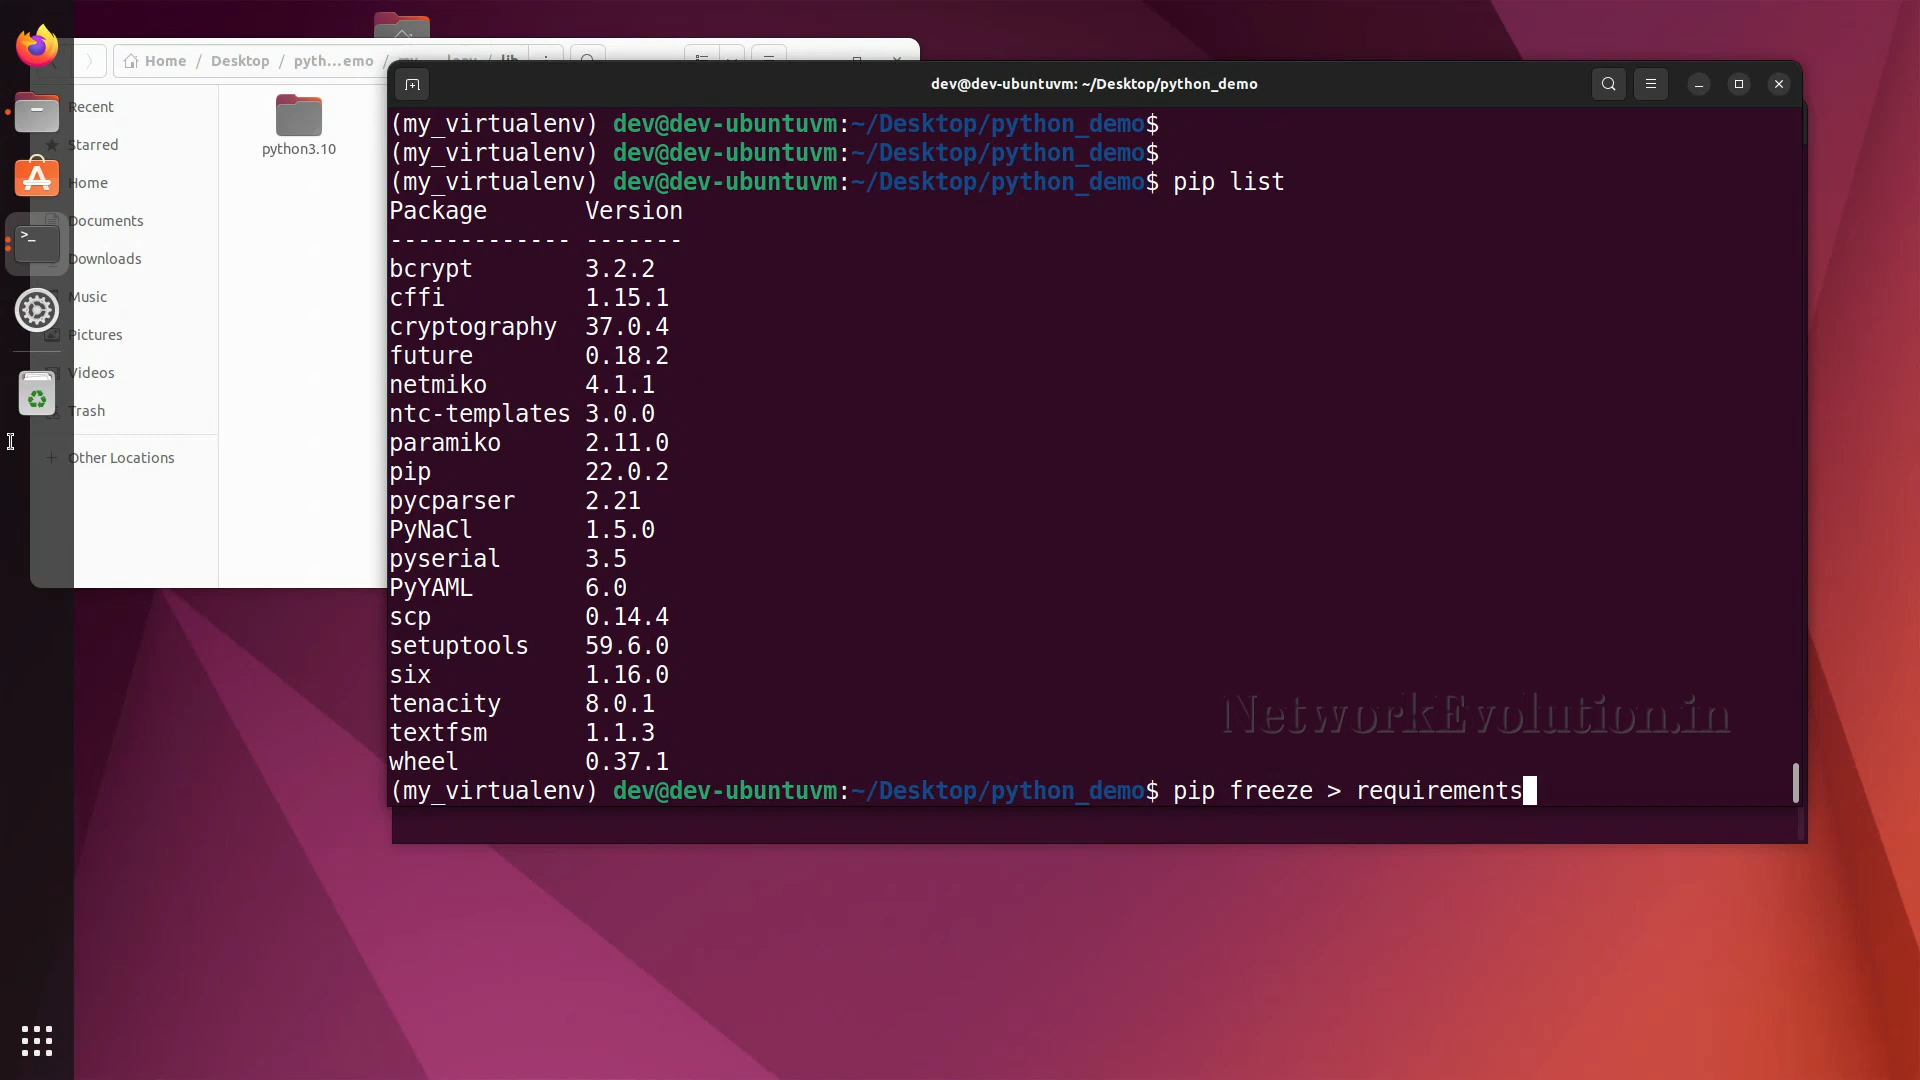 Home / Desktop / pyth...emo / lib
Recent
Starred
Home
Documents
Downloads
Music
Pictures
Videos
Trash
Other Locations
python3.10
dev@dev-ubuntuvm: ~/Desktop/python_demo
(my_virtualenv) dev@dev-ubuntuvm:~/Desktop/python_demo$
(my_virtualenv) dev@dev-ubuntuvm:~/Desktop/python_demo$
(my_virtualenv) dev@dev-ubuntuvm:~/Desktop/python_demo$ pip list
Package Version
------------- -------
bcrypt 3.2.2
cffi 1.15.1
cryptography 37.0.4
future 0.18.2
netmiko 4.1.1
ntc-templates 3.0.0
paramiko 2.11.0
pip 22.0.2
pycparser 2.21
PyNaCl 1.5.0
pyserial 3.5
PyYAML 6.0
scp 0.14.4
setuptools 59.6.0
six 1.16.0
tenacity 8.0.1
textfsm 1.1.3
wheel 0.37.1
(my_virtualenv) dev@dev-ubuntuvm:~/Desktop/python_demo$ pip freeze > requirements
NetworkEvolution.in